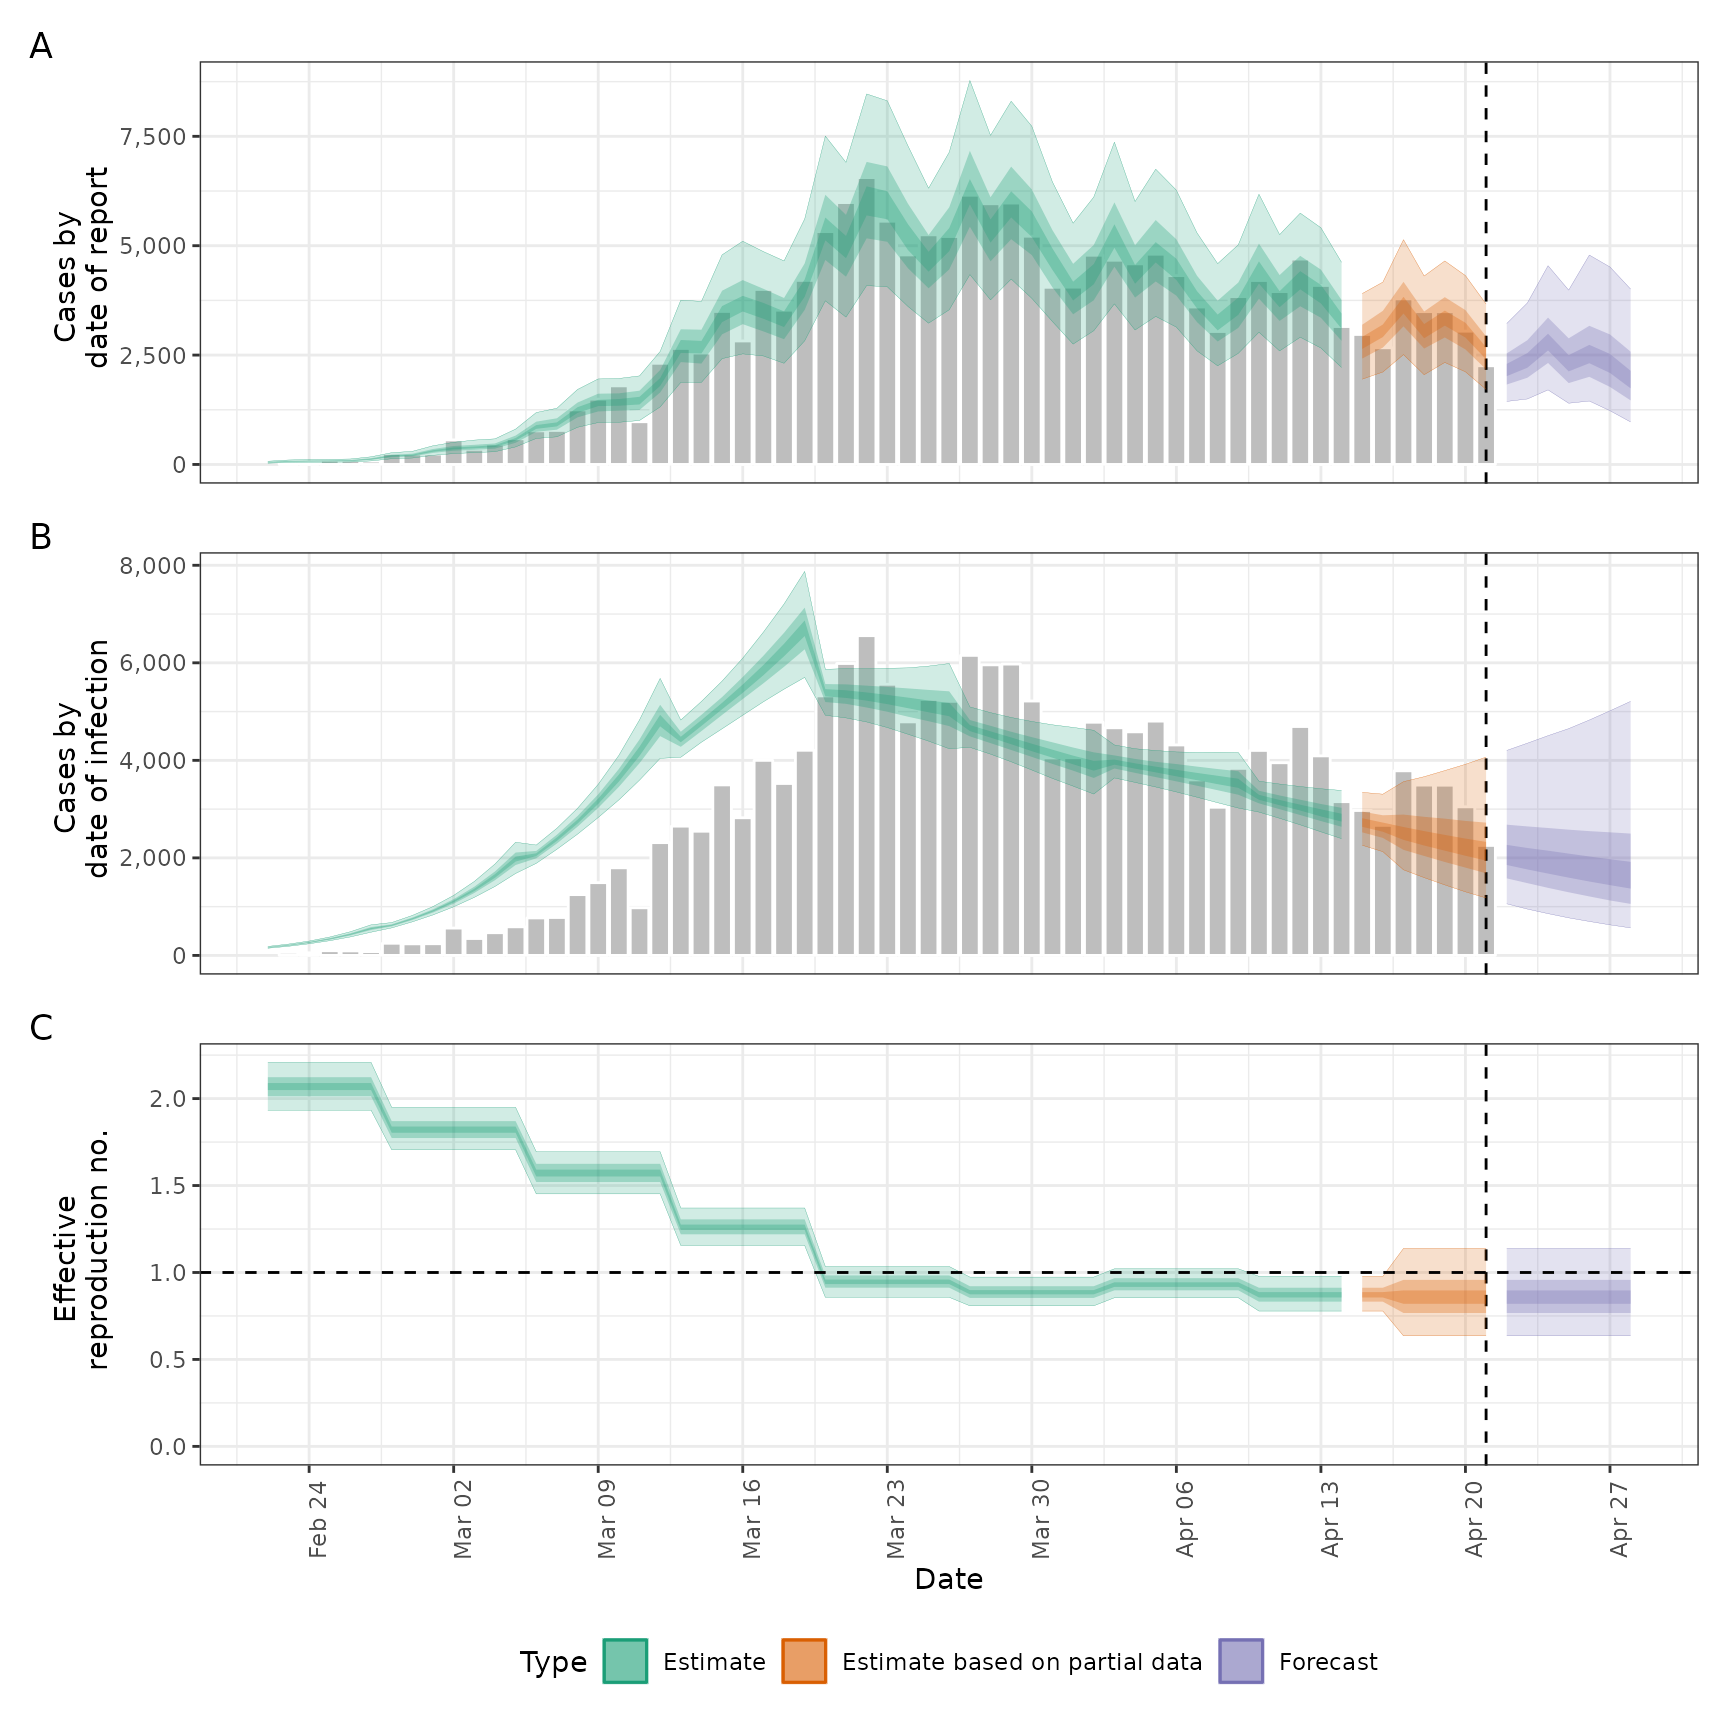 A
Cases by
date of report
7,500
5,000
2,500
0
B
Cases by
date of infection
8,000
6,000
4,000
2,000
0
C
Effective
reproduction no.
2.0
1.5
1.0
0.5
0.0
Feb 24
Mar 02
Mar 09
Mar 16
Mar 23
Mar 30
Apr 06
Apr 13
Apr 20
Apr 27
Date
Type
Estimate
Estimate based on partial data
Forecast